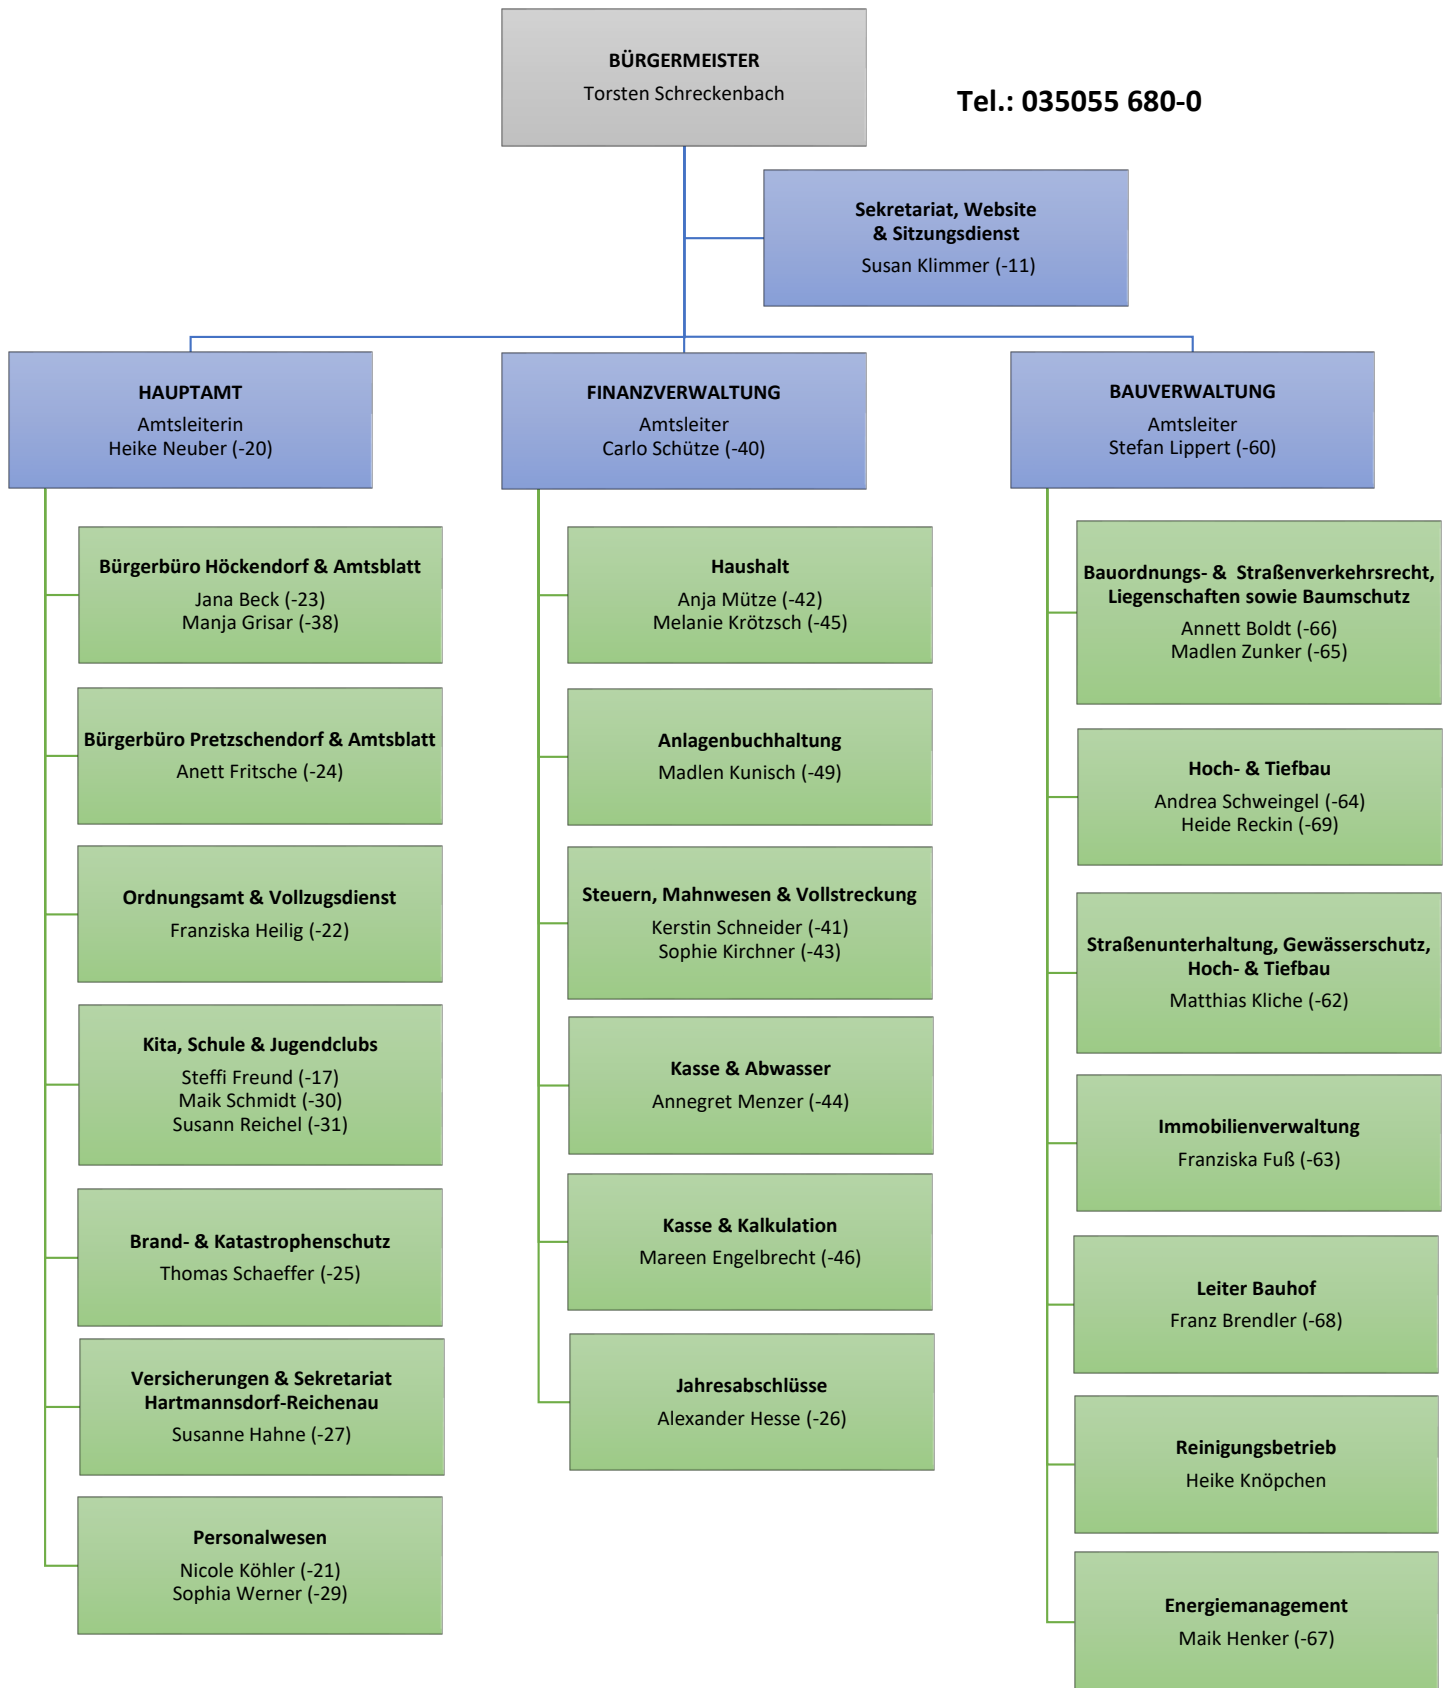 BÜRGERMEISTER
Torsten Schreckenbach
Tel.: 035055 680-0
Sekretariat, Website
& Sitzungsdienst
Susan Klimmer (-11)
HAUPTAMT
Amtsleiterin
Heike Neuber (-20)
Bürgerbüro Höckendorf & Amtsblatt
Jana Beck (-23)
Manja Grisar (-38)
Bürgerbüro Pretzschendorf & Amtsblatt
Anett Fritsche (-24)
Ordnungsamt & Vollzugsdienst
Franziska Heilig (-22)
Kita, Schule & Jugendclubs
Steffi Freund (-17)
Maik Schmidt (-30)
Susann Reichel (-31)
Brand- & Katastrophenschutz
Thomas Schaeffer (-25)
Versicherungen & Sekretariat
Hartmannsdorf-Reichenau
Susanne Hahne (-27)
Personalwesen
Nicole Köhler (-21)
Sophia Werner (-29)
FINANZVERWALTUNG
Amtsleiter
Carlo Schütze (-40)
Haushalt
Anja Mütze (-42)
Melanie Krötzsch (-45)
Anlagenbuchhaltung
Madlen Kunisch (-49)
Steuern, Mahnwesen & Vollstreckung
Kerstin Schneider (-41)
Sophie Kirchner (-43)
Kasse & Abwasser
Annegret Menzer (-44)
Kasse & Kalkulation
Mareen Engelbrecht (-46)
Jahresabschlüsse
Alexander Hesse (-26)
BAUVERWALTUNG
Amtsleiter
Stefan Lippert (-60)
Bauordnungs- & Straßenverkehrsrecht,
Liegenschaften sowie Baumschutz
Annett Boldt (-66)
Madlen Zunker (-65)
Hoch- & Tiefbau
Andrea Schweingel (-64)
Heide Reckin (-69)
Straßenunterhaltung, Gewässerschutz,
Hoch- & Tiefbau
Matthias Kliche (-62)
Immobilienverwaltung
Franziska Fuß (-63)
Leiter Bauhof
Franz Brendler (-68)
Reinigungsbetrieb
Heike Knöpchen
Energiemanagement
Maik Henker (-67)